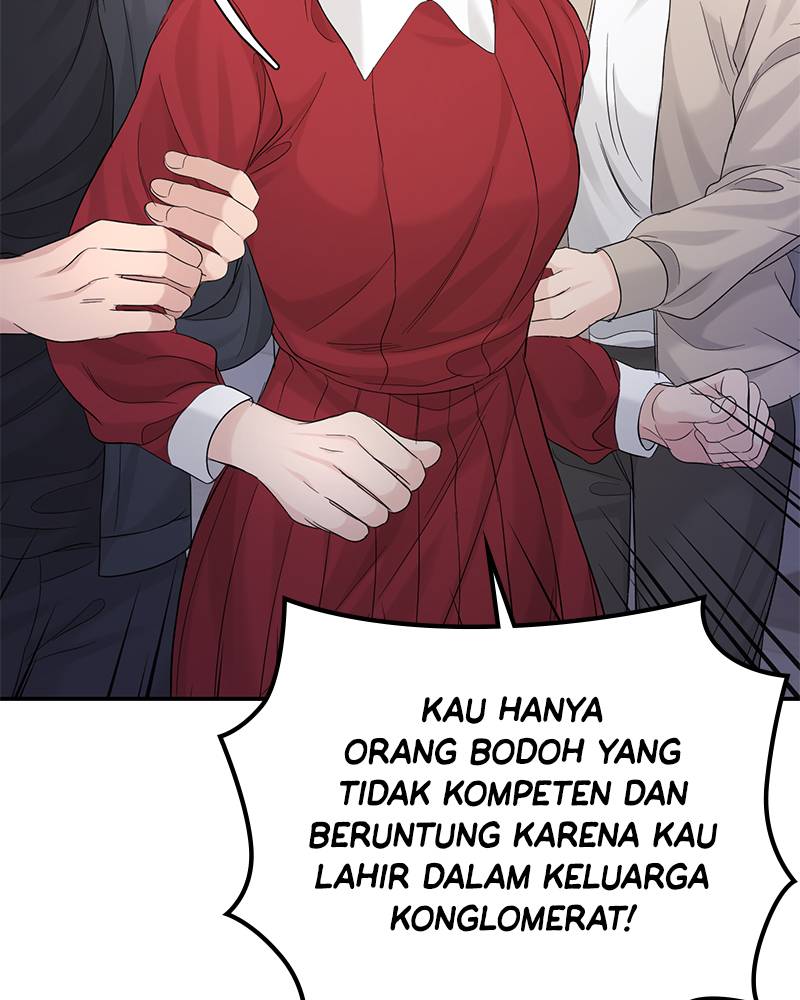 KAU HANYA
ORANG BODOH YANG
TIDAK KOMPETEN DAN
BERUNTUNG KARENA KAU
LAHIR DALAM KELUARGA
KONGLOMERAT!